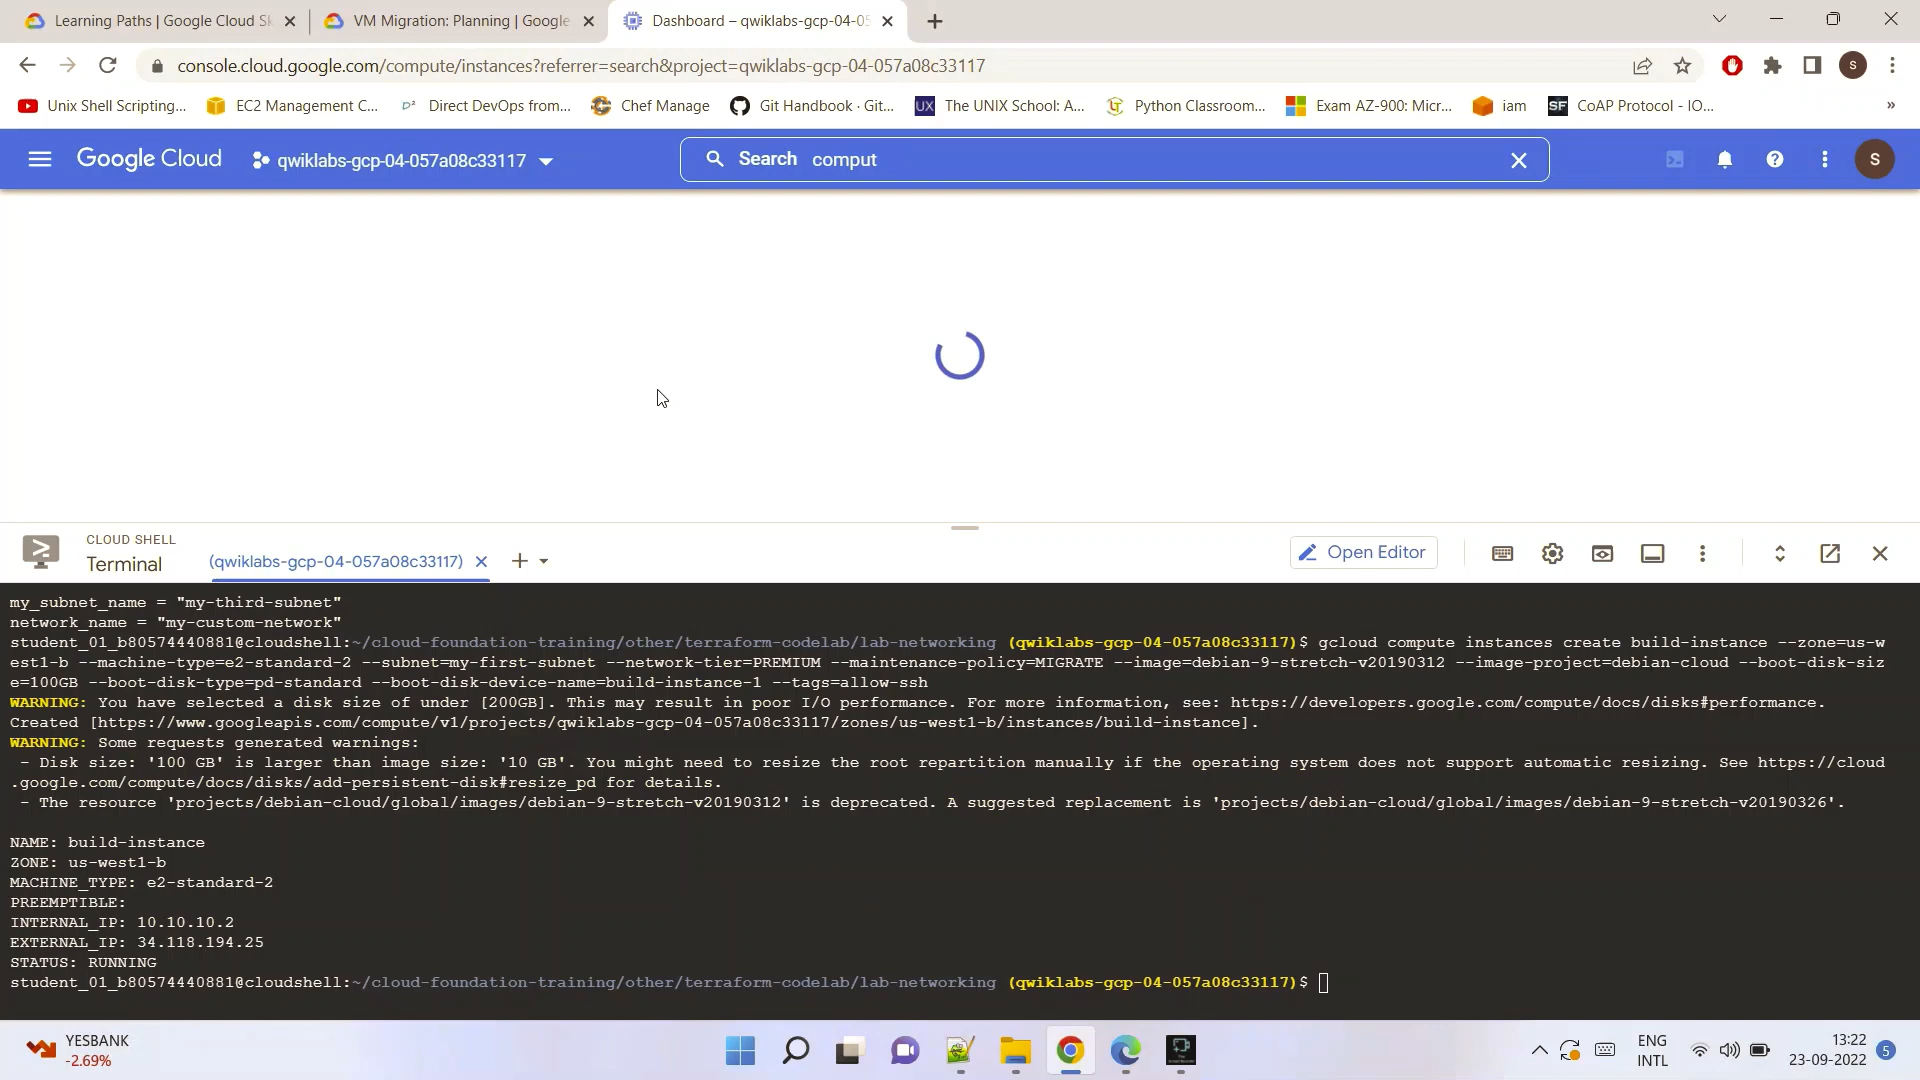 Learning Paths | Google Cloud Sk
VM Migration: Planning | Google
Dashboard – qwiklabs-gcp-04-05
console.cloud.google.com/compute/instances?referrer=search&project=qwiklabs-gcp-04-057a08c33117
S
Unix Shell Scripting...
EC2 Management C...
Direct DevOps from...
Chef Manage
Git Handbook · Git...
UX
The UNIX School: A...
Python Classroom...
Exam AZ-900: Micr...
iam
SF
CoAP Protocol - IO...
»
Google Cloud
qwiklabs-gcp-04-057a08c33117
Search comput
S
CLOUD SHELL
Terminal
(qwiklabs-gcp-04-057a08c33117)
Open Editor
my_subnet_name = "my-third-subnet"
network_name = "my-custom-network"
student_01_b80574440881@cloudshell:~/cloud-foundation-training/other/terraform-codelab/lab-networking (qwiklabs-gcp-04-057a08c33117)$ gcloud compute instances create build-instance --zone=us-w
est1-b --machine-type=e2-standard-2 --subnet=my-first-subnet --network-tier=PREMIUM --maintenance-policy=MIGRATE --image=debian-9-stretch-v20190312 --image-project=debian-cloud --boot-disk-siz
e=100GB --boot-disk-type=pd-standard --boot-disk-device-name=build-instance-1 --tags=allow-ssh
WARNING: You have selected a disk size of under [200GB]. This may result in poor I/O performance. For more information, see: https://developers.google.com/compute/docs/disks#performance.
Created [https://www.googleapis.com/compute/v1/projects/qwiklabs-gcp-04-057a08c33117/zones/us-west1-b/instances/build-instance].
WARNING: Some requests generated warnings:
 - Disk size: '100 GB' is larger than image size: '10 GB'. You might need to resize the root repartition manually if the operating system does not support automatic resizing. See https://cloud
.google.com/compute/docs/disks/add-persistent-disk#resize_pd for details.
 - The resource 'projects/debian-cloud/global/images/debian-9-stretch-v20190312' is deprecated. A suggested replacement is 'projects/debian-cloud/global/images/debian-9-stretch-v20190326'.
NAME: build-instance
ZONE: us-west1-b
MACHINE_TYPE: e2-standard-2
PREEMPTIBLE:
INTERNAL_IP: 10.10.10.2
EXTERNAL_IP: 34.118.194.25
STATUS: RUNNING
student_01_b80574440881@cloudshell:~/cloud-foundation-training/other/terraform-codelab/lab-networking (qwiklabs-gcp-04-057a08c33117)$
YESBANK
-2.69%
ENG
INTL
13:22
23-09-2022
5